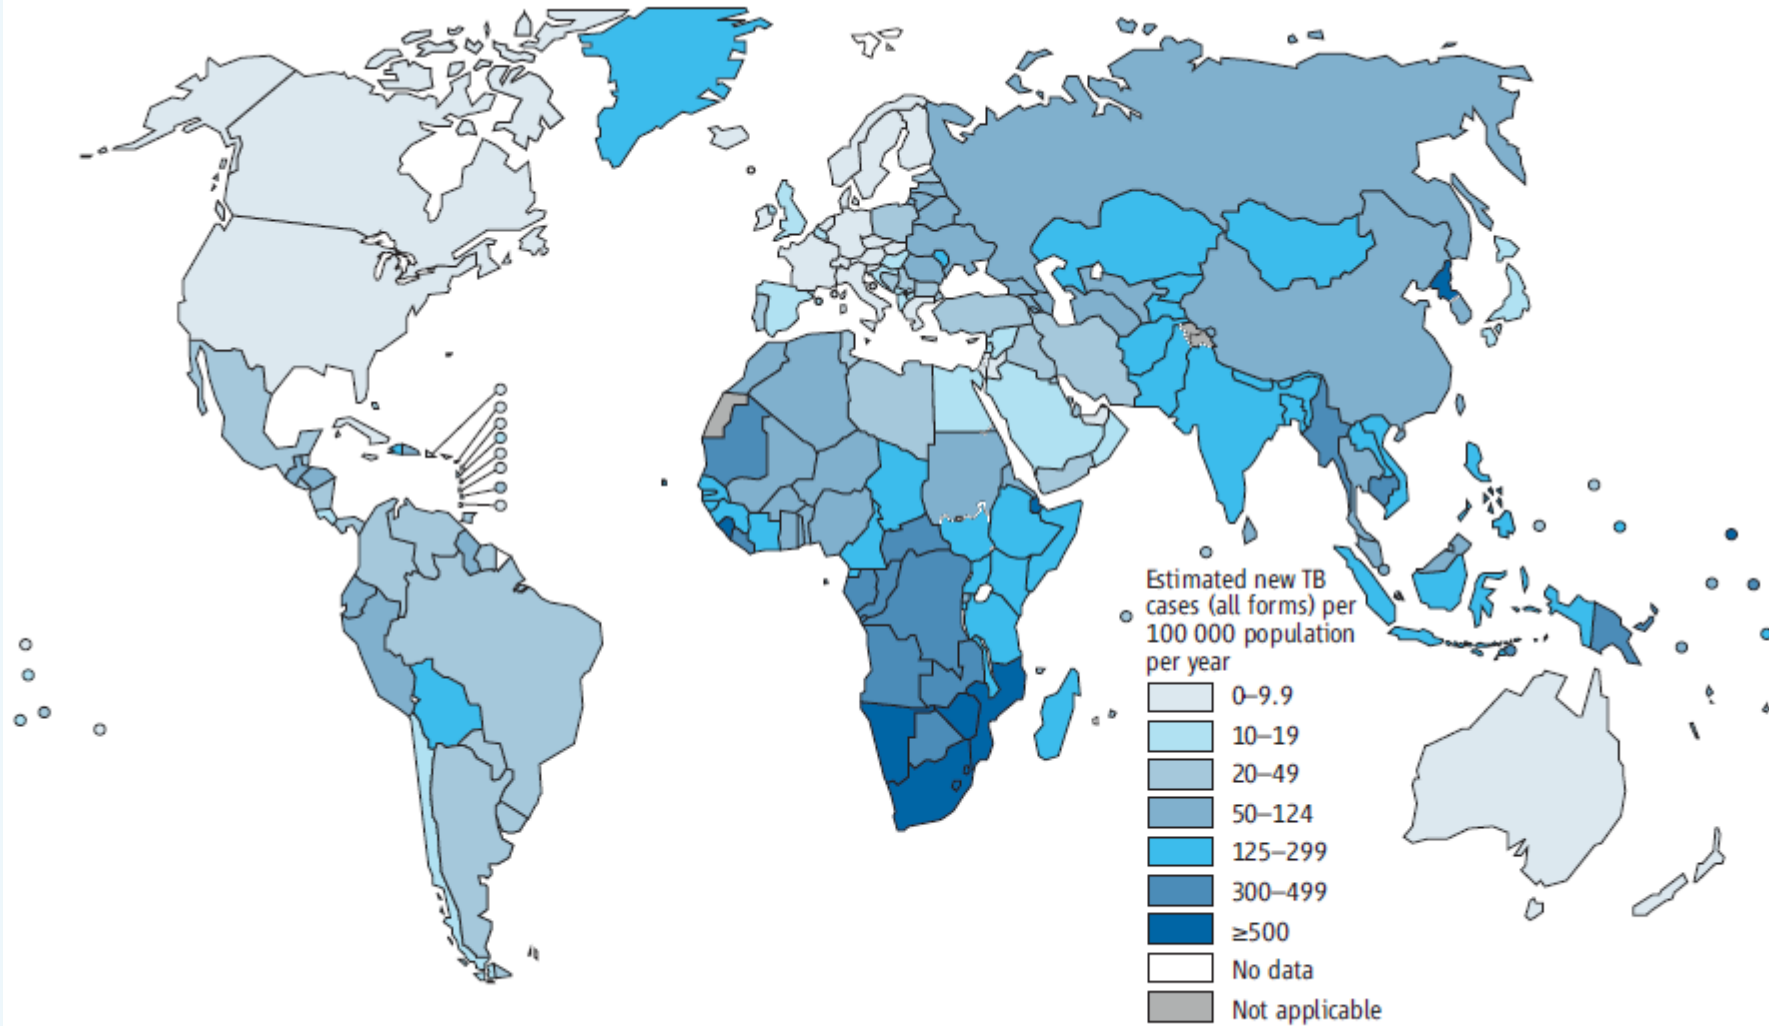 Estimated new TB
cases (all forms) per
100 000 population
per year
0–9.9
10–19
20–49
50–124
125–299
300–499
≥500
No data
Not applicable